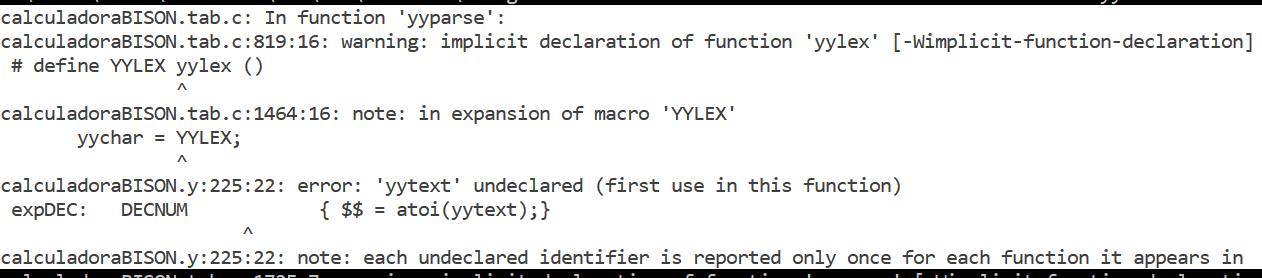 calculadoraBISON.tab.c: In function 'yyparse':
calculadoraBISON.tab.c:819:16: warning: implicit declaration of function 'yylex' [-Wimplicit-function-declaration]
# define YYLEX yylex ()
^
calculadoraBISON.tab.c:1464:16: note: in expansion of macro 'YYLEX'
yychar = YYLEX;
^
calculadoraBISON.y:225:22: error: 'yytext' undeclared (first use in this function)
expDEC: DECNUM { $$ = atoi(yytext);}
^
calculadoraBISON.y:225:22: note: each undeclared identifier is reported only once for each function it appears in